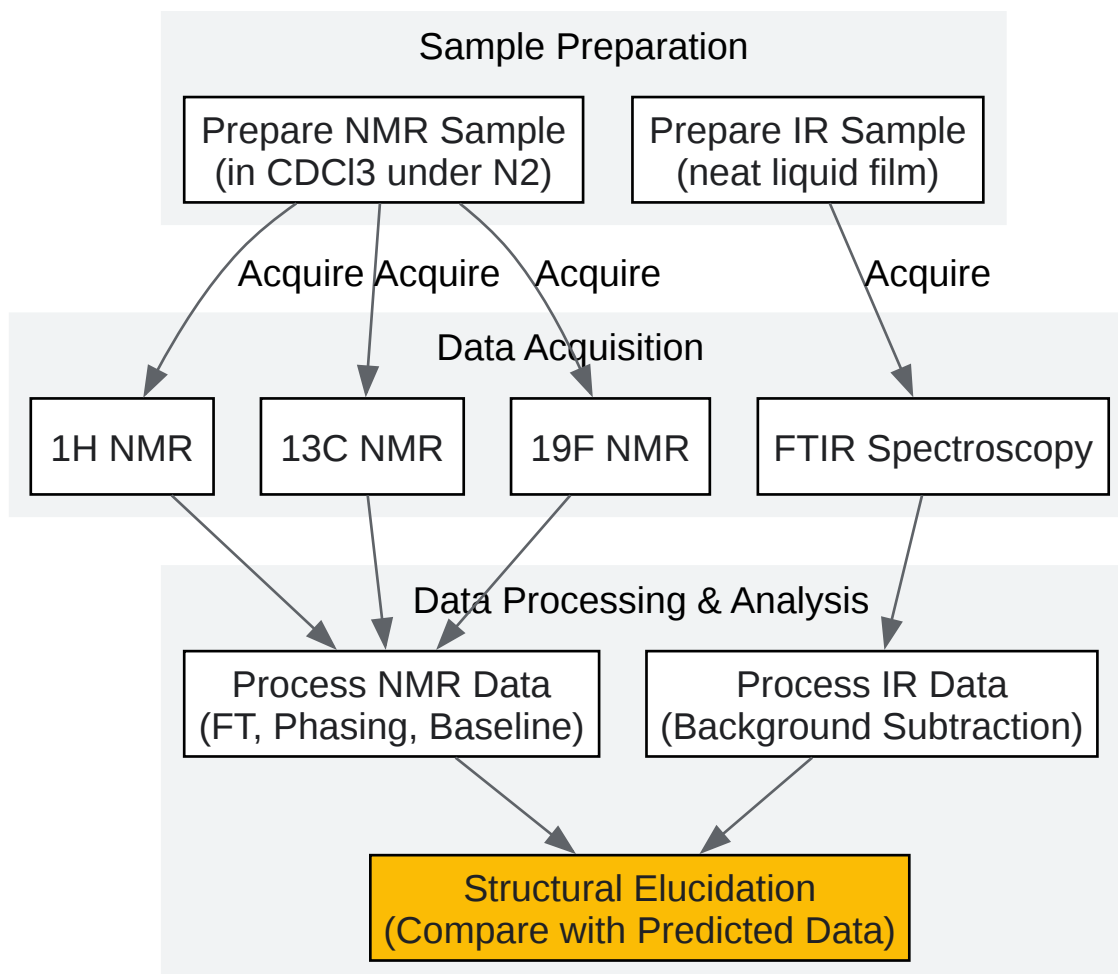 Sample Preparation
Prepare NMR Sample
(in CDCl3 under N2)
Prepare IR Sample
(neat liquid film)
Acquire
Acquire
Acquire
Acquire
Data Acquisition
1H NMR
13C NMR
19F NMR
FTIR Spectroscopy
Data Processing & Analysis
Process NMR Data
(FT, Phasing, Baseline)
Process IR Data
(Background Subtraction)
Structural Elucidation
(Compare with Predicted Data)